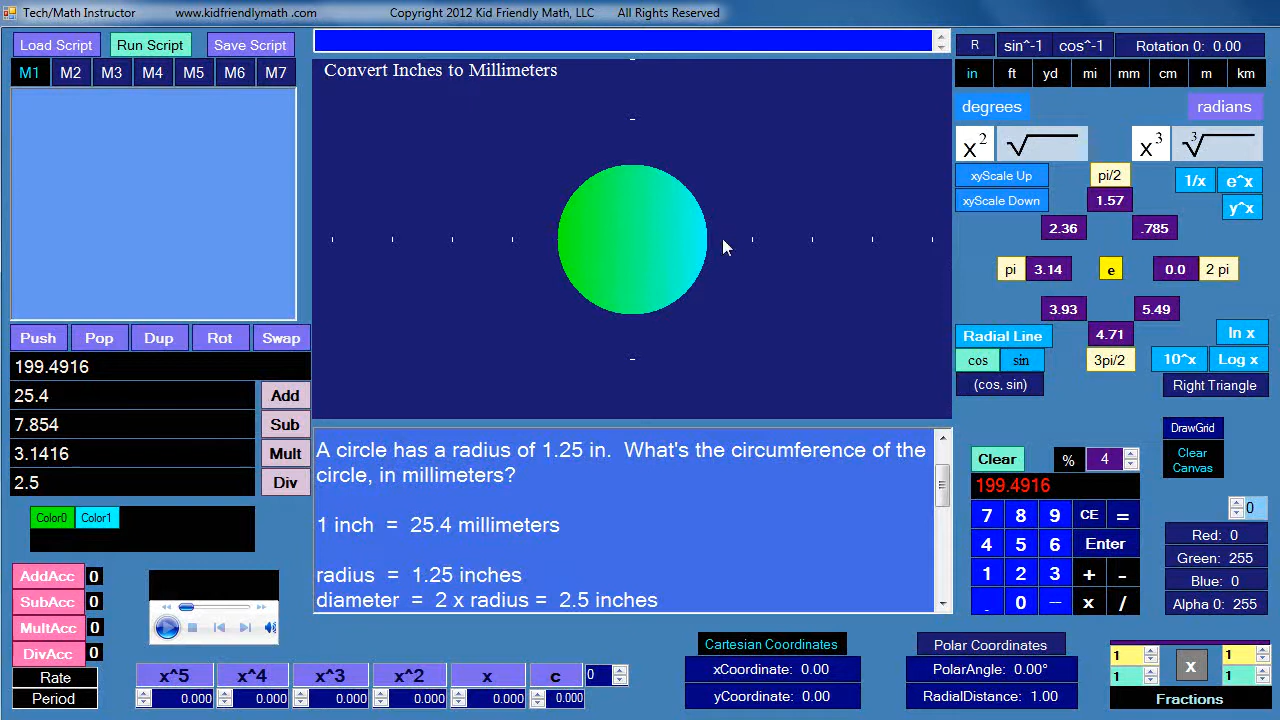 Tech/Math Instructor www.kidfriendlymath .com Copyright 2012 Kid Friendly Math, LLC All Rights Reserved
Load Script Run Script Save Script
M1 M2 M3 M4 M5 M6 M7
Push Pop Dup Rot Swap
199.4916
25.4 Add
7.854 Sub
3.1416 Mult
2.5 Div
Color0 Color1
AddAcc 0
SubAcc 0
MultAcc 0
DivAcc 0
Rate
Period
Convert Inches to Millimeters
A circle has a radius of 1.25 in. What's the circumference of the
circle, in millimeters?
1 inch = 25.4 millimeters
radius = 1.25 inches
diameter = 2 x radius = 2.5 inches
x^5 x^4 x^3 x^2 x c 0
0.000 0.000 0.000 0.000 0.000 0.000
Cartesian Coordinates
xCoordinate: 0.00
yCoordinate: 0.00
Polar Coordinates
PolarAngle: 0.00°
RadialDistance: 1.00
R sin^-1 cos^-1 Rotation 0: 0.00
in ft yd mi mm cm m km
degrees radians
x2 √ x3 3√
xyScale Up pi/2 1/x e^x
xyScale Down 1.57 y^x
2.36 .785
pi 3.14 e 0.0 2 pi
3.93 5.49
Radial Line 4.71 ln x
cos sin 3pi/2 10^x Log x
(cos, sin) Right Triangle
DrawGrid
Clear
Canvas
Clear % 4
199.4916
7 8 9 CE =
4 5 6 Enter
1 2 3 + -
. 0 – x /
0
Red: 0
Green: 255
Blue: 0
Alpha 0: 255
1 x 1
1 1
Fractions